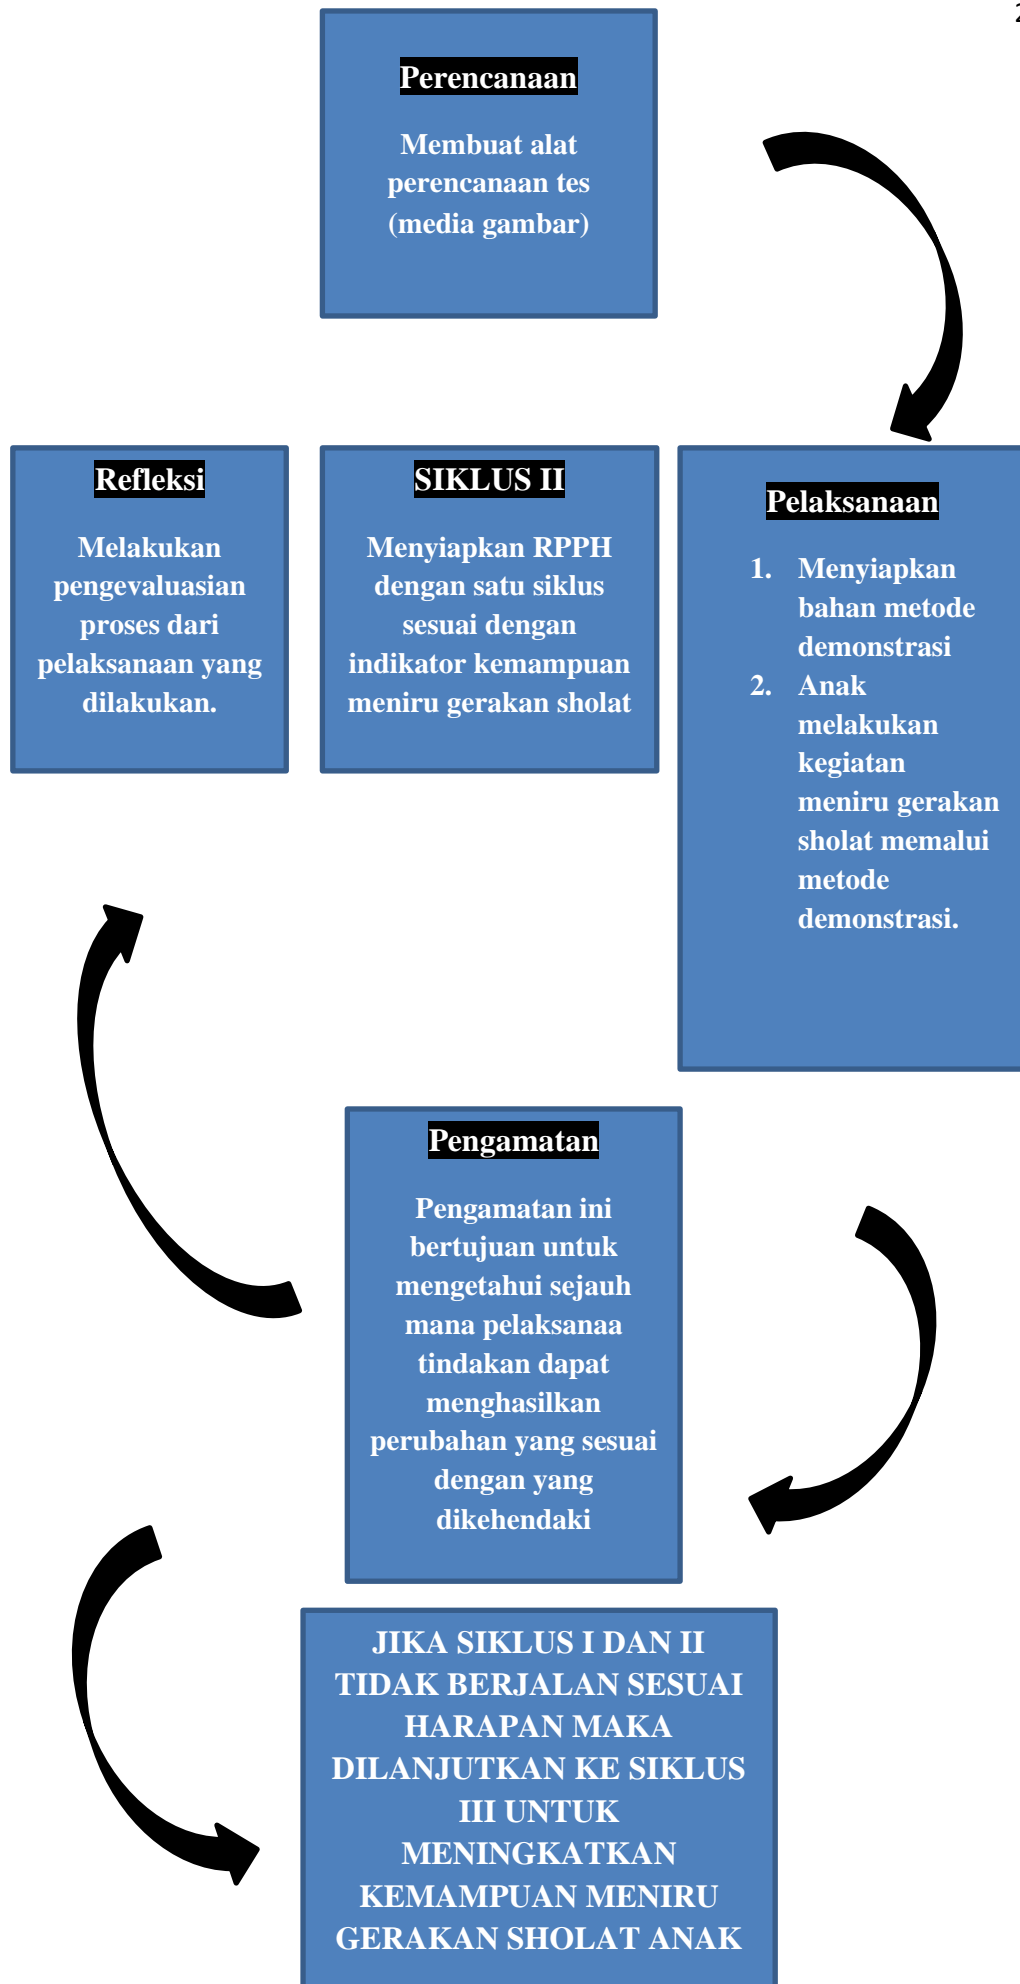 2
Perencanaan
Membuat alat
perencanaan tes
(media gambar)
Refleksi
Melakukan
pengevaluasian
proses dari
pelaksanaan yang
dilakukan.
SIKLUS II
Menyiapkan RPPH
dengan satu siklus
sesuai dengan
indikator kemampuan
meniru gerakan sholat
Pelaksanaan
1. Menyiapkan
bahan metode
demonstrasi
2. Anak
melakukan
kegiatan
meniru gerakan
sholat memalui
metode
demonstrasi.
Pengamatan
Pengamatan ini
bertujuan untuk
mengetahui sejauh
mana pelaksanaa
tindakan dapat
menghasilkan
perubahan yang sesuai
dengan yang
dikehendaki
JIKA SIKLUS I DAN II
TIDAK BERJALAN SESUAI
HARAPAN MAKA
DILANJUTKAN KE SIKLUS
III UNTUK
MENINGKATKAN
KEMAMPUAN MENIRU
GERAKAN SHOLAT ANAK